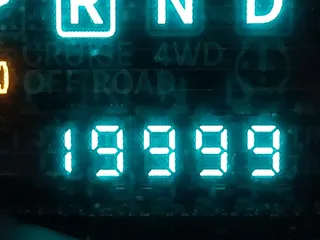 R N D
CRUISE 4WD
OFF ROAD
19999